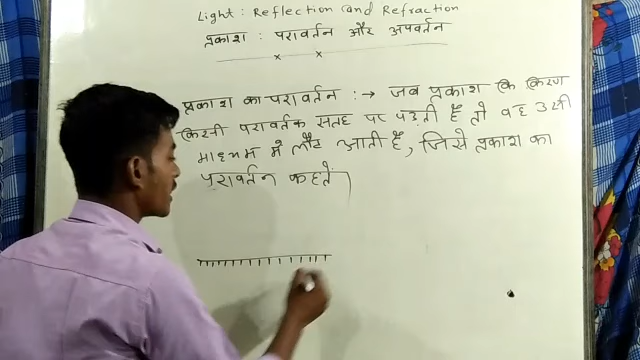 Light : Reflection and Refraction
प्रकाश : परावर्तन और अपवर्तन
प्रकाश का परावर्तन :→ जब प्रकाश कि किरण
किसी परावर्तक सतह पर पड़ती हैं तो वह उसी
माध्यम में लौट आती हैं, जिसे प्रकाश का
परावर्तन कहते